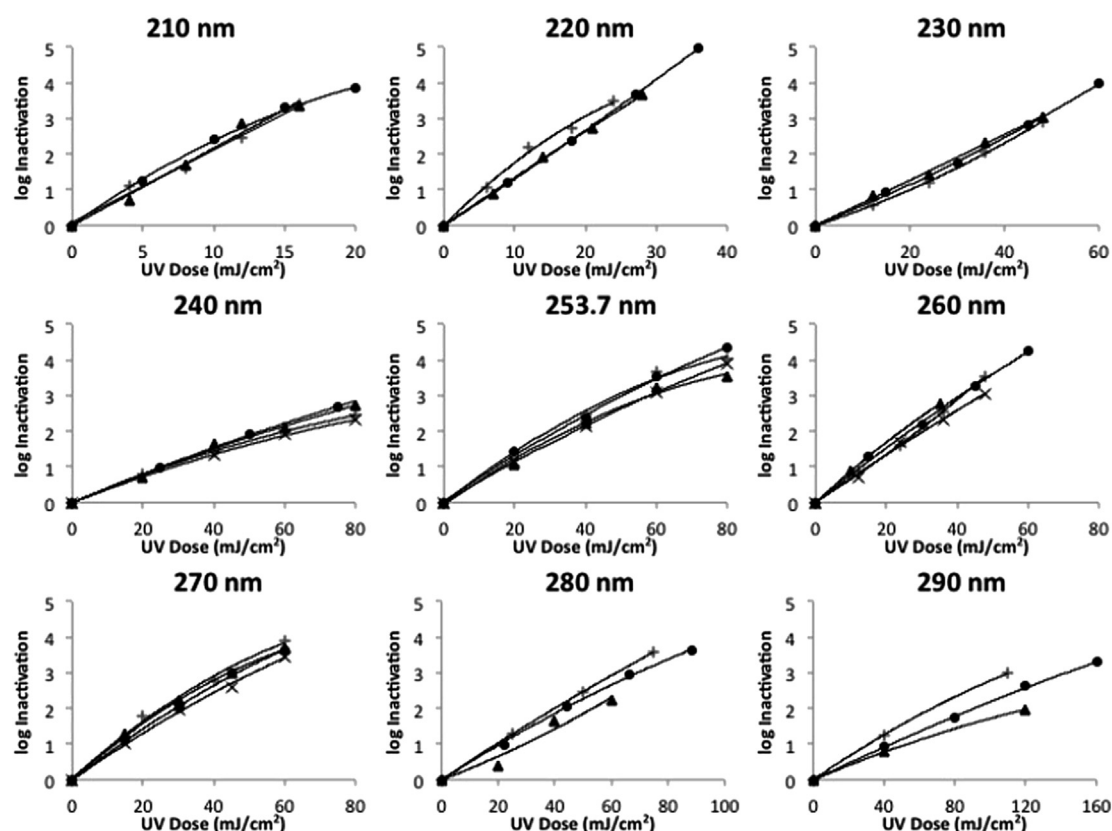 210 nm
log Inactivation
5
4
3
2
1
0
0 5 10 15 20
UV Dose (mJ/cm²)
220 nm
log Inactivation
5
4
3
2
1
0
0 10 20 30 40
UV Dose (mJ/cm²)
230 nm
log Inactivation
5
4
3
2
1
0
0 20 40 60
UV Dose (mJ/cm²)
240 nm
log Inactivation
5
4
3
2
1
0
0 20 40 60 80
UV Dose (mJ/cm²)
253.7 nm
log Inactivation
5
4
3
2
1
0
0 20 40 60 80
UV Dose (mJ/cm²)
260 nm
log Inactivation
5
4
3
2
1
0
0 20 40 60 80
UV Dose (mJ/cm²)
270 nm
log Inactivation
5
4
3
2
1
0
0 20 40 60 80
UV Dose (mJ/cm²)
280 nm
log Inactivation
5
4
3
2
1
0
0 20 40 60 80 100
UV Dose (mJ/cm²)
290 nm
log Inactivation
5
4
3
2
1
0
0 40 80 120 160
UV Dose (mJ/cm²)